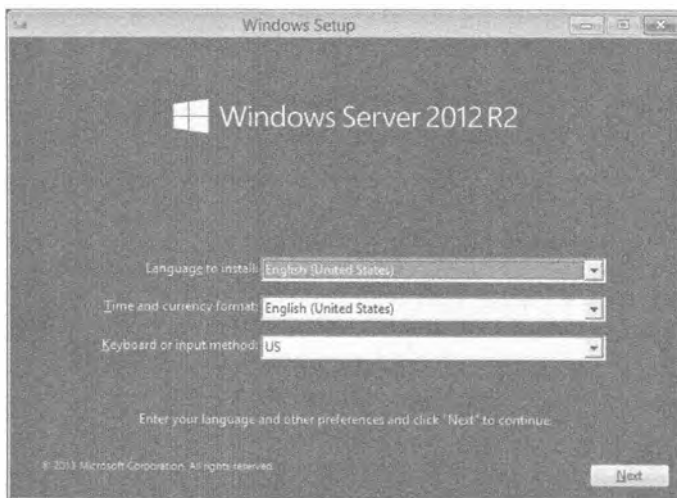 Windows Setup
Windows Server 2012 R2
Language to install: English (United States)
Time and currency format: English (United States)
Keyboard or input method: US
Enter your language and other preferences and click "Next" to continue.
© 2013 Microsoft Corporation. All rights reserved.
Next